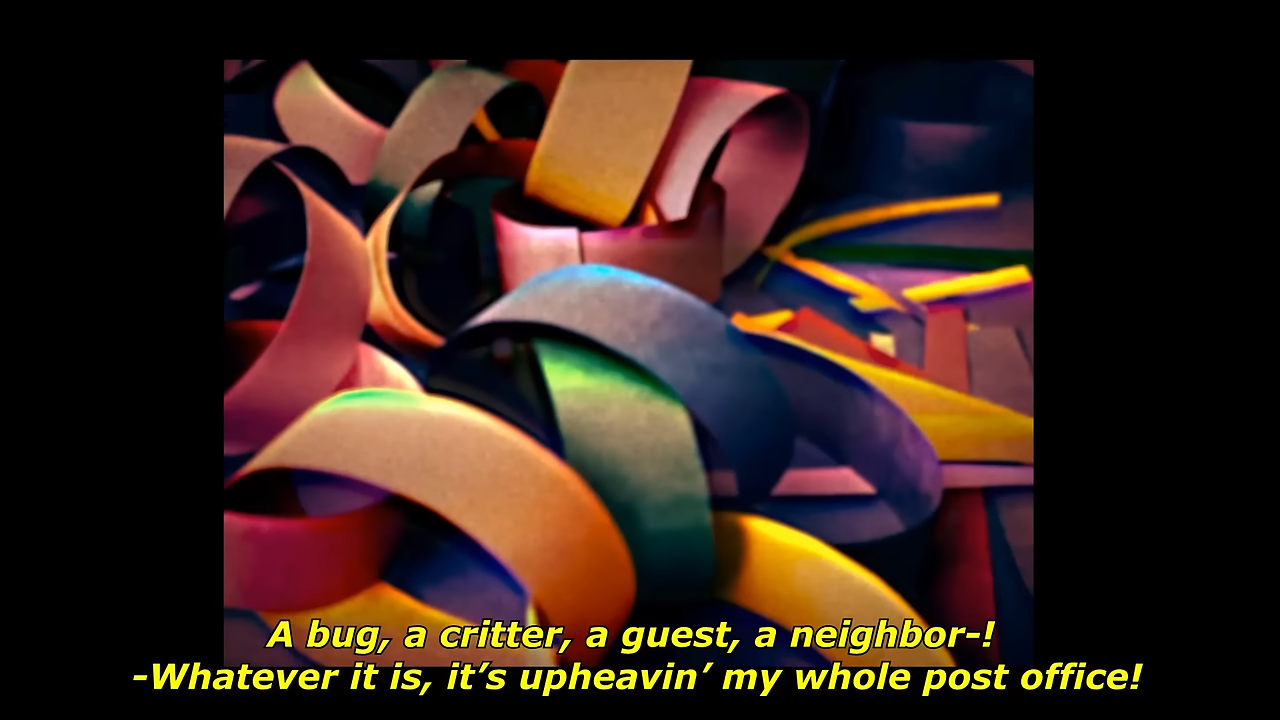 A bug, a critter, a guest, a neighbor-!
-Whatever it is, it’s upheavin’ my whole post office!